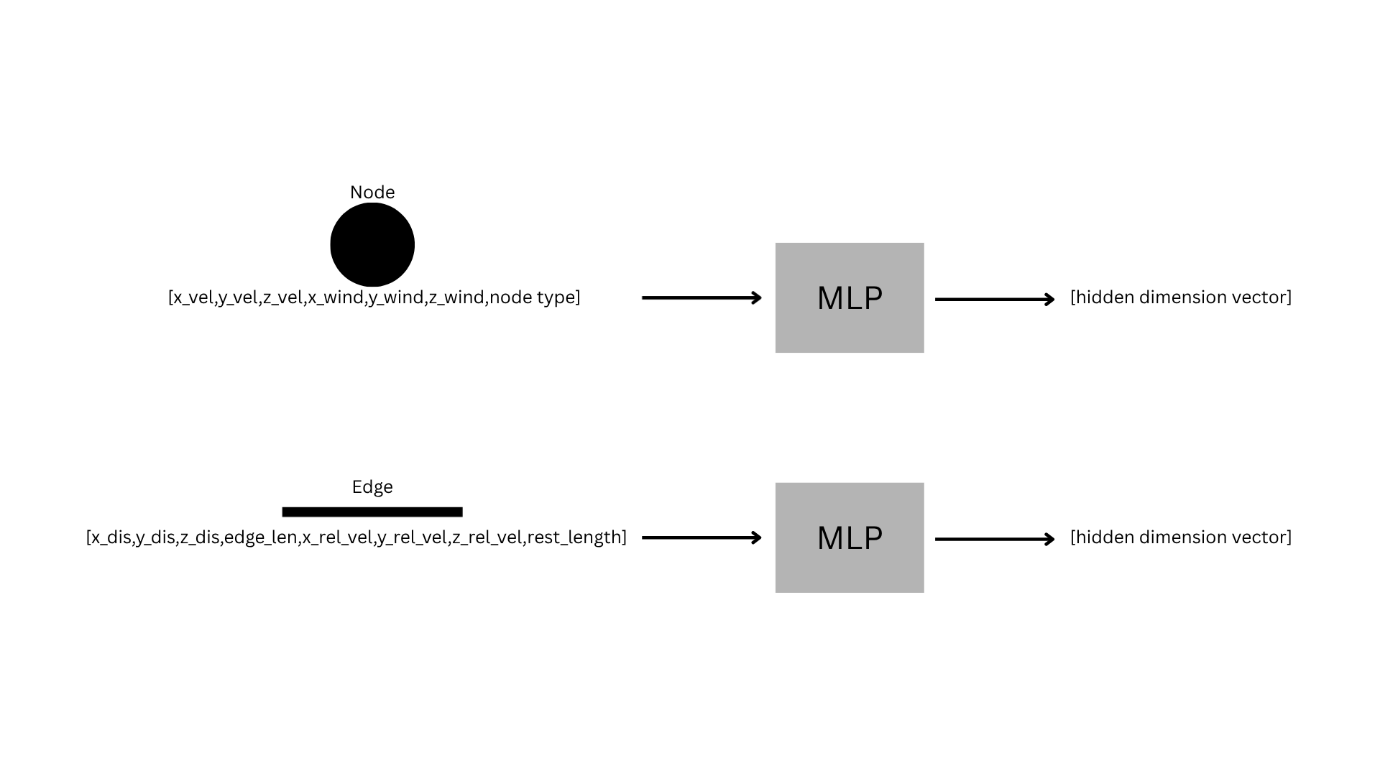 Node
[x_vel,y_vel,z_vel,x_wind,y_wind,z_wind,node type]
MLP
[hidden dimension vector]
Edge
[x_dis,y_dis,z_dis,edge_len,x_rel_vel,y_rel_vel,z_rel_vel,rest_length]
MLP
[hidden dimension vector]